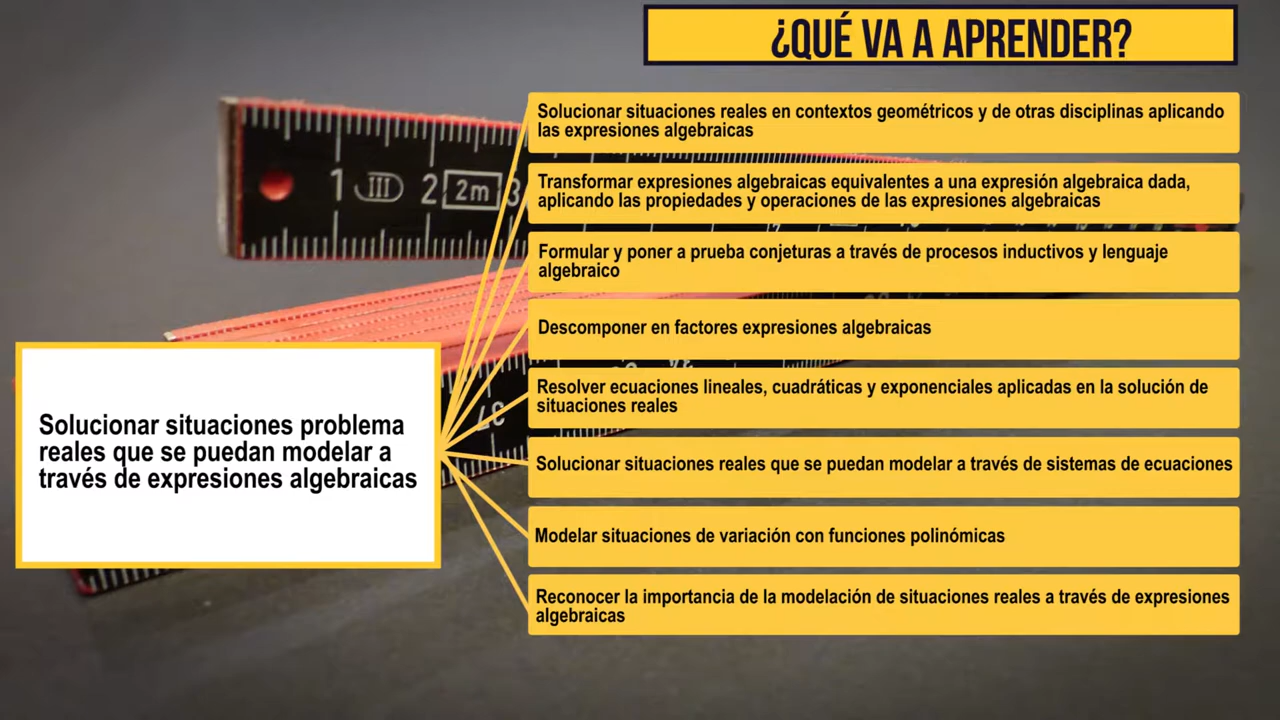 ¿QUÉ VA A APRENDER?
Solucionar situaciones problema
reales que se puedan modelar a
través de expresiones algebraicas
Solucionar situaciones reales en contextos geométricos y de otras disciplinas aplicando
las expresiones algebraicas
Transformar expresiones algebraicas equivalentes a una expresión algebraica dada,
aplicando las propiedades y operaciones de las expresiones algebraicas
Formular y poner a prueba conjeturas a través de procesos inductivos y lenguaje
algebraico
Descomponer en factores expresiones algebraicas
Resolver ecuaciones lineales, cuadráticas y exponenciales aplicadas en la solución de
situaciones reales
Solucionar situaciones reales que se puedan modelar a través de sistemas de ecuaciones
Modelar situaciones de variación con funciones polinómicas
Reconocer la importancia de la modelación de situaciones reales a través de expresiones
algebraicas
1 III 2 2m 3
37